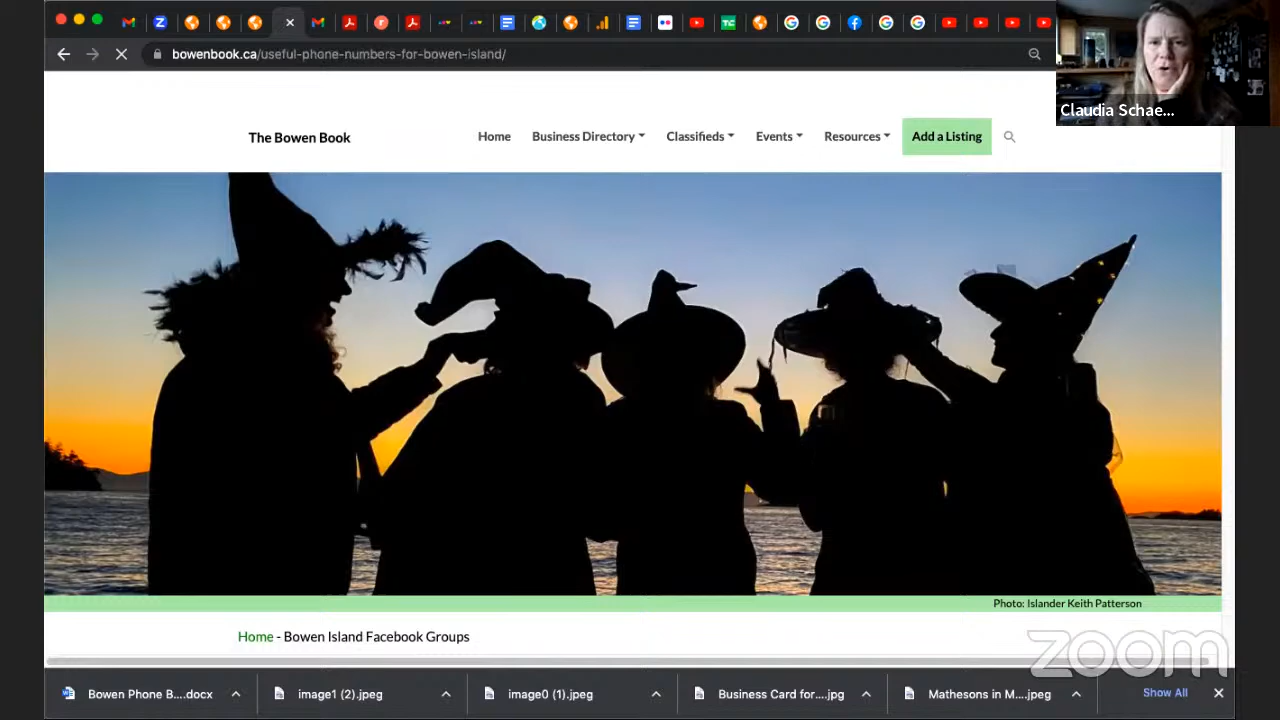 bowenbook.ca/useful-phone-numbers-for-bowen-island/
Claudia Schae...
The Bowen Book
Home
Business Directory
Classifieds
Events
Resources
Add a Listing
Photo: Islander Keith Patterson
Home - Bowen Island Facebook Groups
zoom
Bowen Phone B....docx
image1 (2).jpeg
image0 (1).jpeg
Business Card for....jpg
Mathesons in M....jpeg
Show All